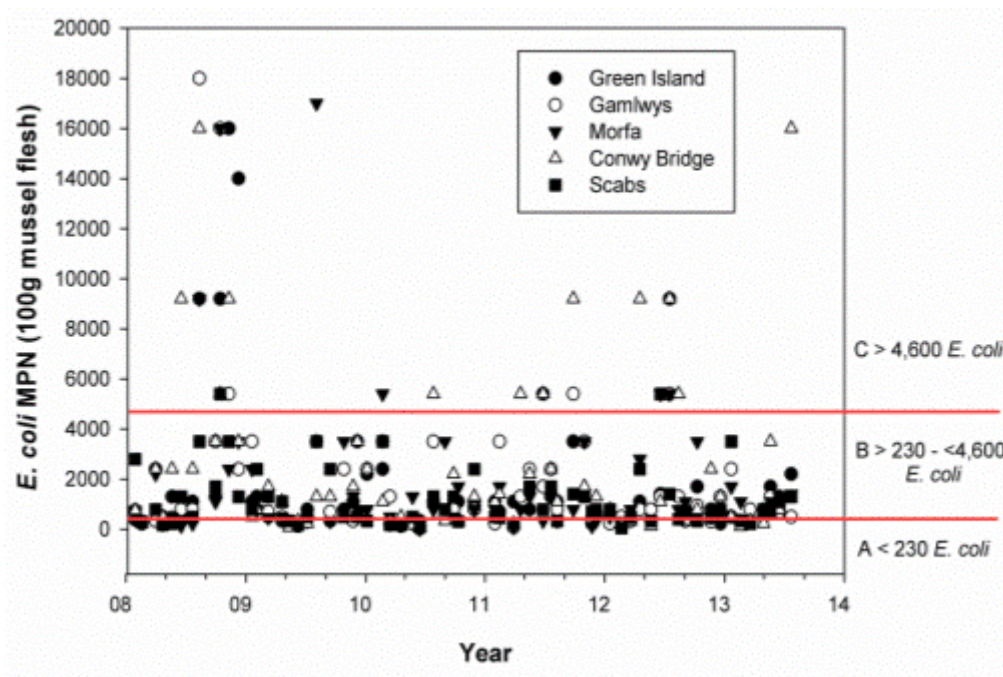 20000
18000
16000
14000
12000
10000
8000
6000
4000
2000
0
E. coli MPN (100g mussel flesh)
Green Island
Gamlwys
Morfa
Conwy Bridge
Scabs
C > 4,600 E. coli
B > 230 - <4,600
E. coli
A < 230 E. coli
08 09 10 11 12 13 14
Year